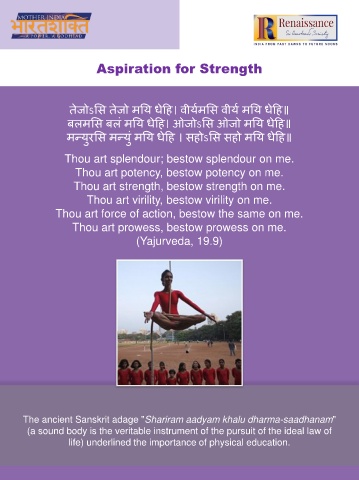 MOTHER INDIA
भारतशक्ति
Renaissance
INDIA FROM PAST DAWNS TO FUTURE NOONS
Aspiration for Strength
तेजोऽसि तेजो मयि धेहि। वीर्यमसि वीर्यं मयि धेहि॥
बलमसि बलं मयि धेहि। ओजोऽसि ओजो मयि धेहि॥
मन्युरसि मन्युं मयि धेहि । सहोऽसि सहो मयि धेहि॥
Thou art splendour; bestow splendour on me.
Thou art potency, bestow potency on me.
Thou art strength, bestow strength on me.
Thou art virility, bestow virility on me.
Thou art force of action, bestow the same on me.
Thou art prowess, bestow prowess on me.
(Yajurveda, 19.9)
The ancient Sanskrit adage "Shariram aadyam khalu dharma-saadhanam"
(a sound body is the veritable instrument of the pursuit of the ideal law of
life) underlined the importance of physical education.